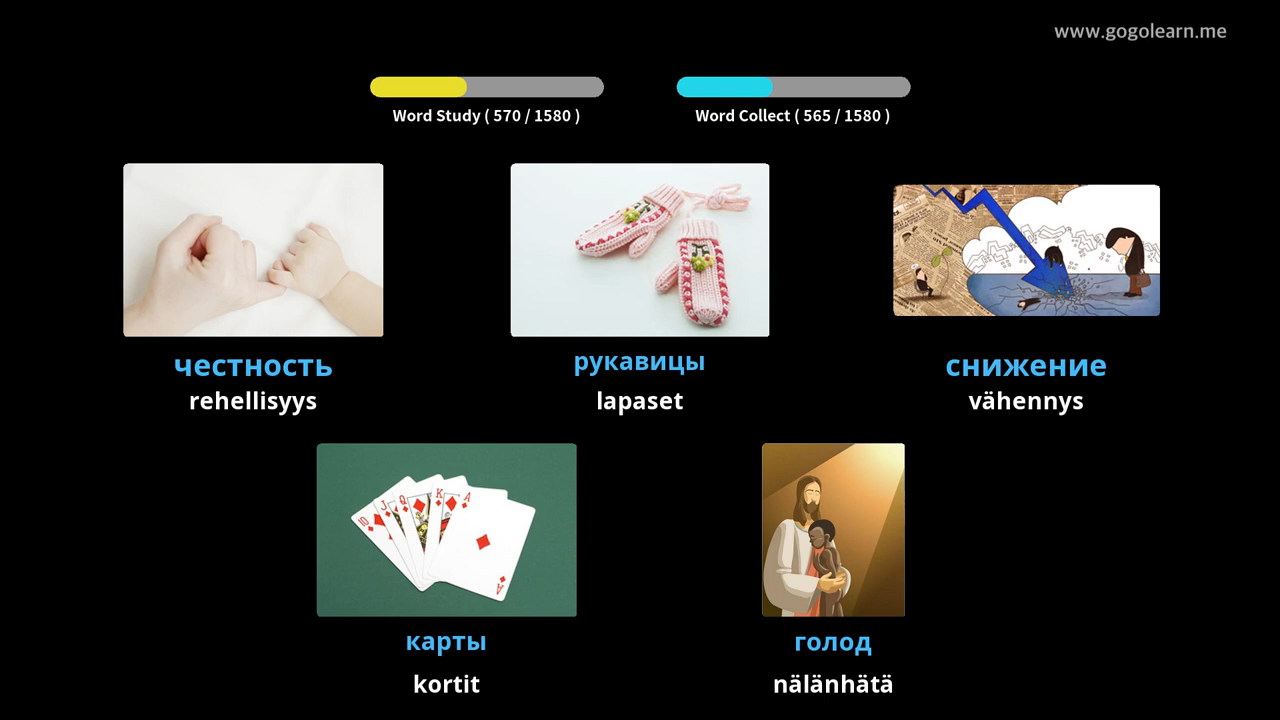 www.gogolearn.me
Word Study ( 570 / 1580 )
Word Collect ( 565 / 1580 )
честность
rehellisyys
рукавицы
lapaset
снижение
vähennys
10
J
Q
K
A
A
карты
kortit
голод
nälänhätä